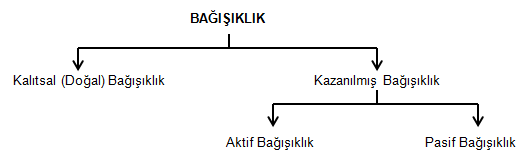 BAĞIŞIKLIK
Kalıtsal (Doğal) Bağışıklık
Kazanılmış Bağışıklık
Aktif Bağışıklık
Pasif Bağışıklık